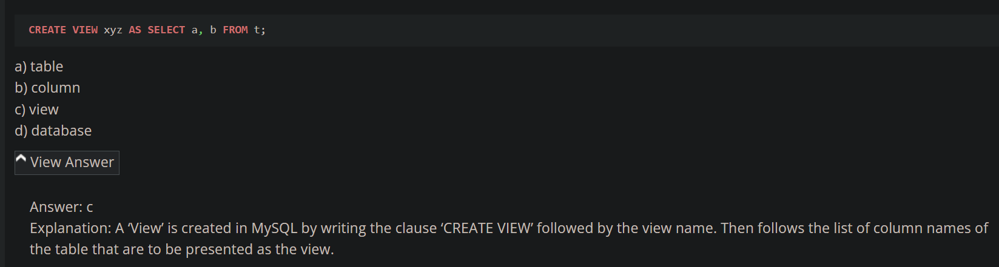 CREATE VIEW xyz AS SELECT a, b FROM t;
a) table
b) column
c) view
d) database
View Answer
Answer: c
Explanation: A ‘View’ is created in MySQL by writing the clause ‘CREATE VIEW’ followed by the view name. Then follows the list of column names of
the table that are to be presented as the view.